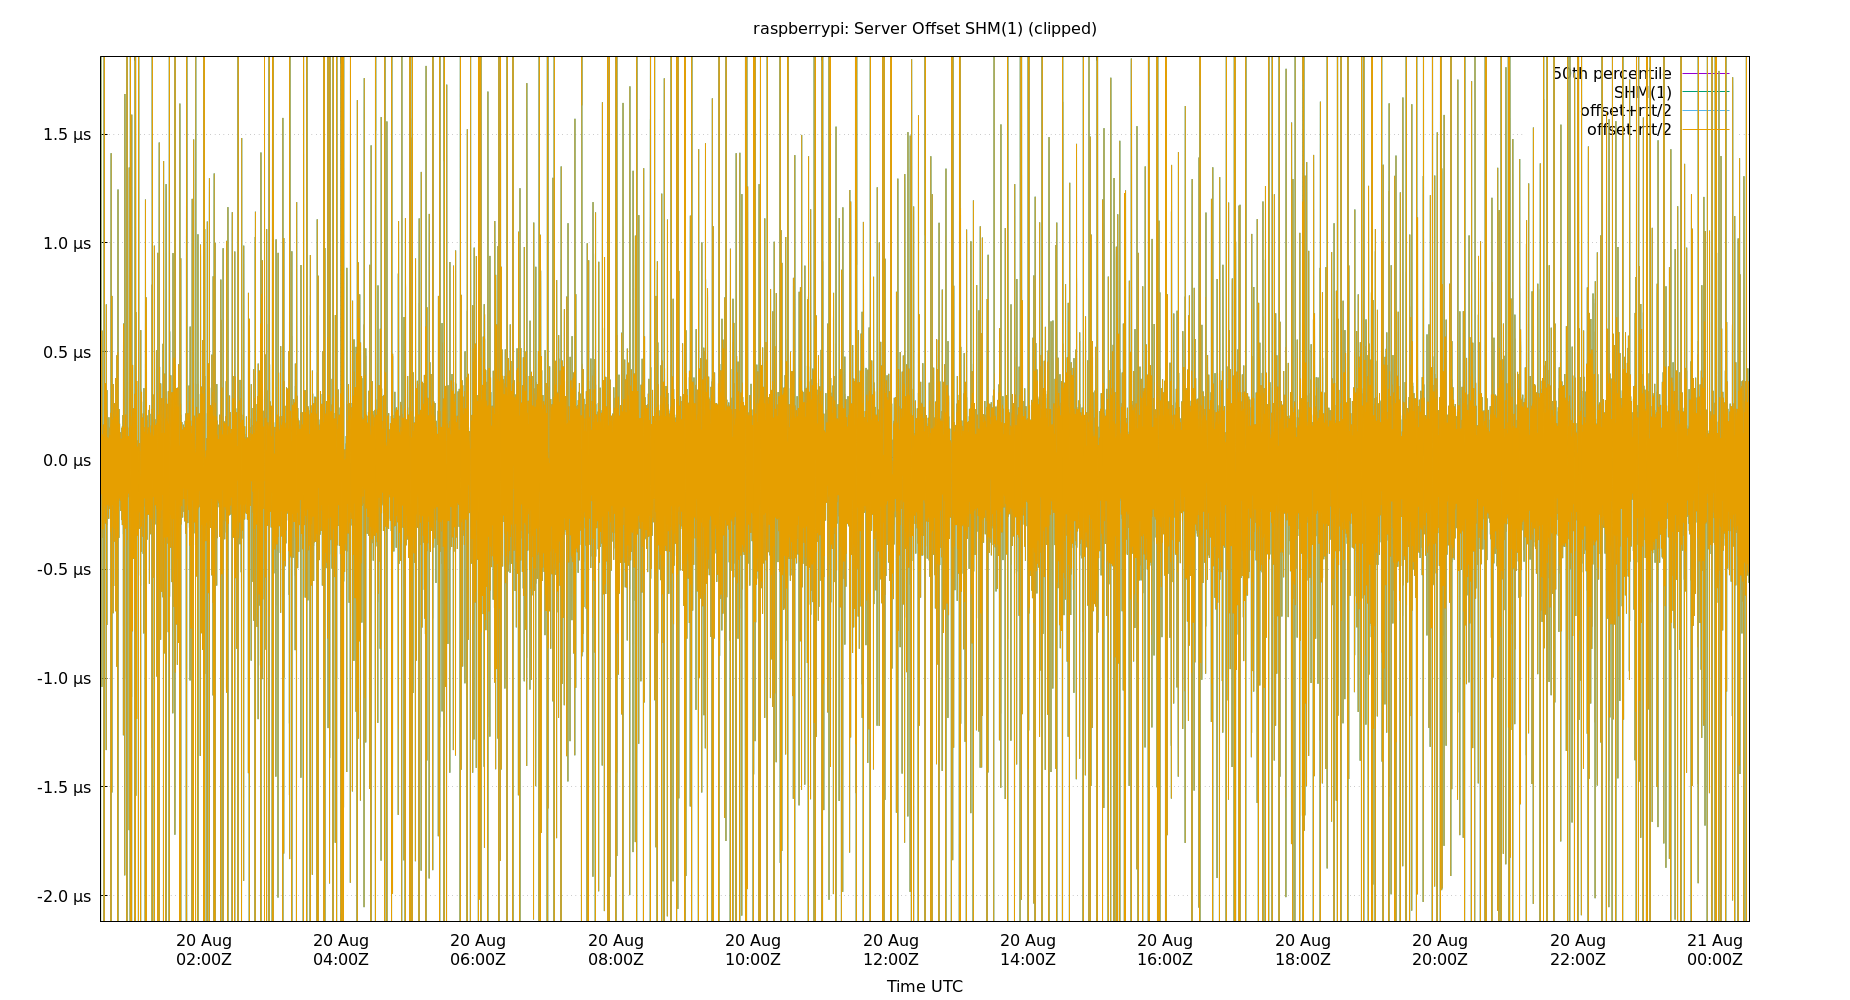 raspberrypi: Server Offset SHM(1) (clipped)
50th percentile
SHM(1)
offset+rtt/2
offset-rtt/2
1.5 µs
1.0 µs
0.5 µs
0.0 µs
-0.5 µs
-1.0 µs
-1.5 µs
-2.0 µs
20 Aug 20 Aug 20 Aug 20 Aug 20 Aug 20 Aug 20 Aug 20 Aug 20 Aug 20 Aug 20 Aug 21 Aug
02:00Z 04:00Z 06:00Z 08:00Z 10:00Z 12:00Z 14:00Z 16:00Z 18:00Z 20:00Z 22:00Z 00:00Z
Time UTC